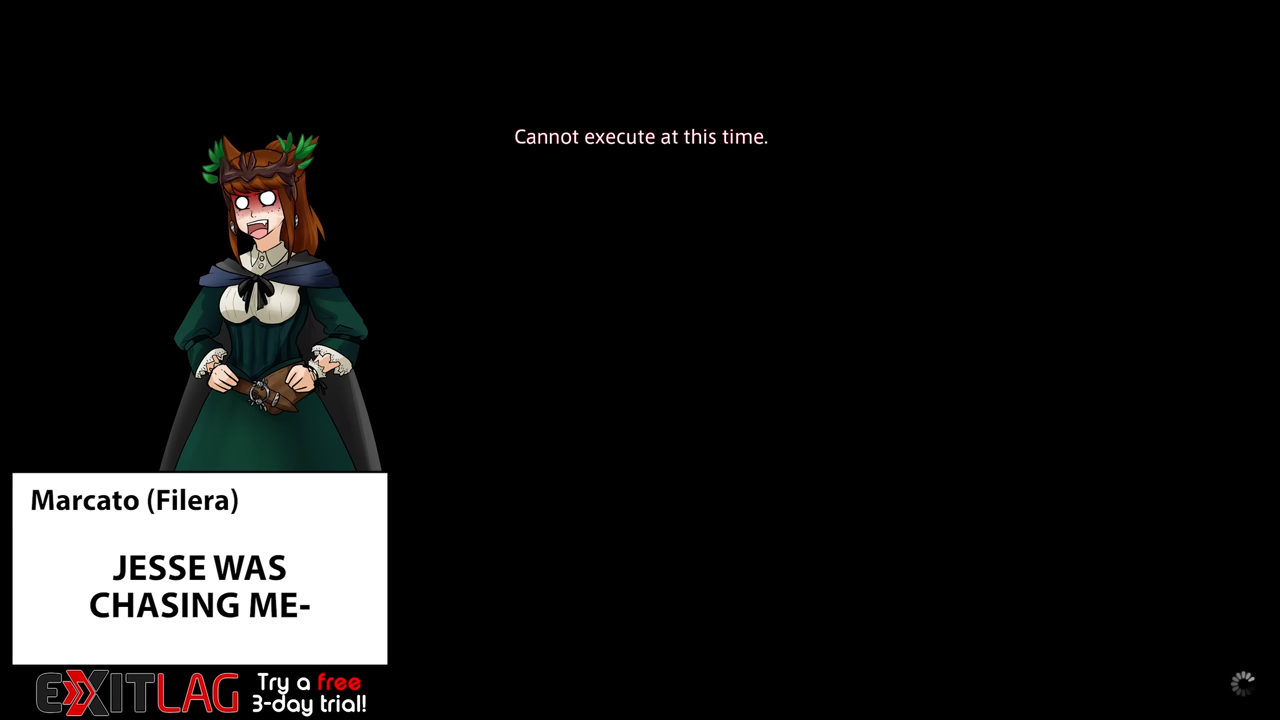 Cannot execute at this time.
Marcato (Filera)
JESSE WAS
CHASING ME-
EXITLAG
Try a free
3-day trial!